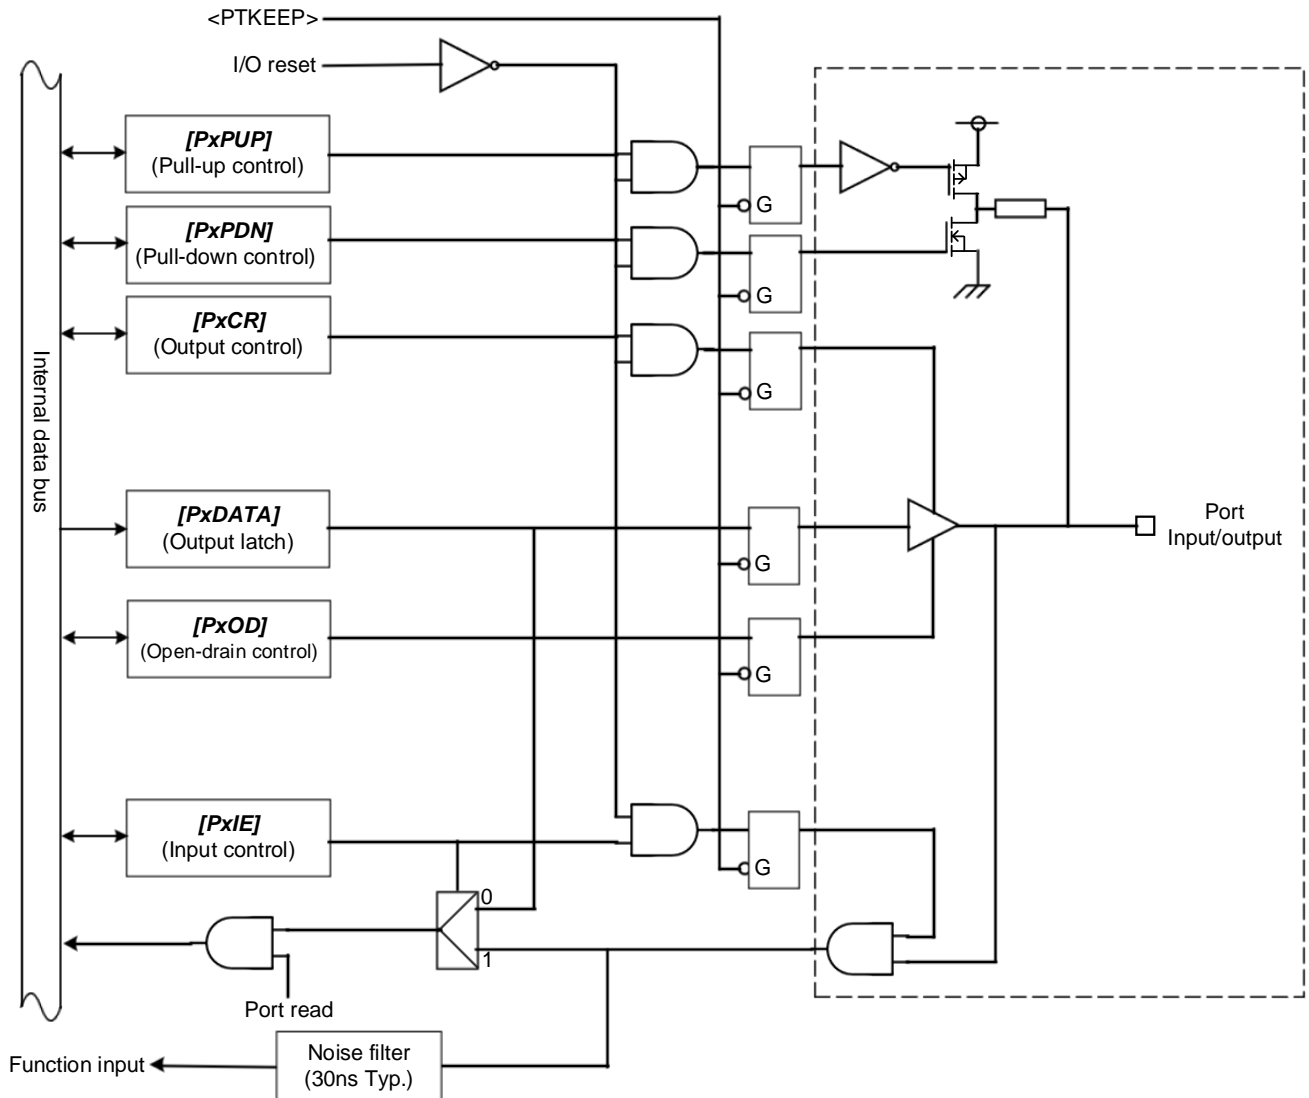 <PTKEEP>
I/O reset
[PxPUP]
(Pull-up control)
G
[PxPDN]
(Pull-down control)
G
[PxCR]
(Output control)
G
Internal data bus
[PxDATA]
(Output latch)
G
Port
Input/output
[PxOD]
(Open-drain control)
G
[PxIE]
(Input control)
G
0
1
Port read
Noise filter
(30ns Typ.)
Function input